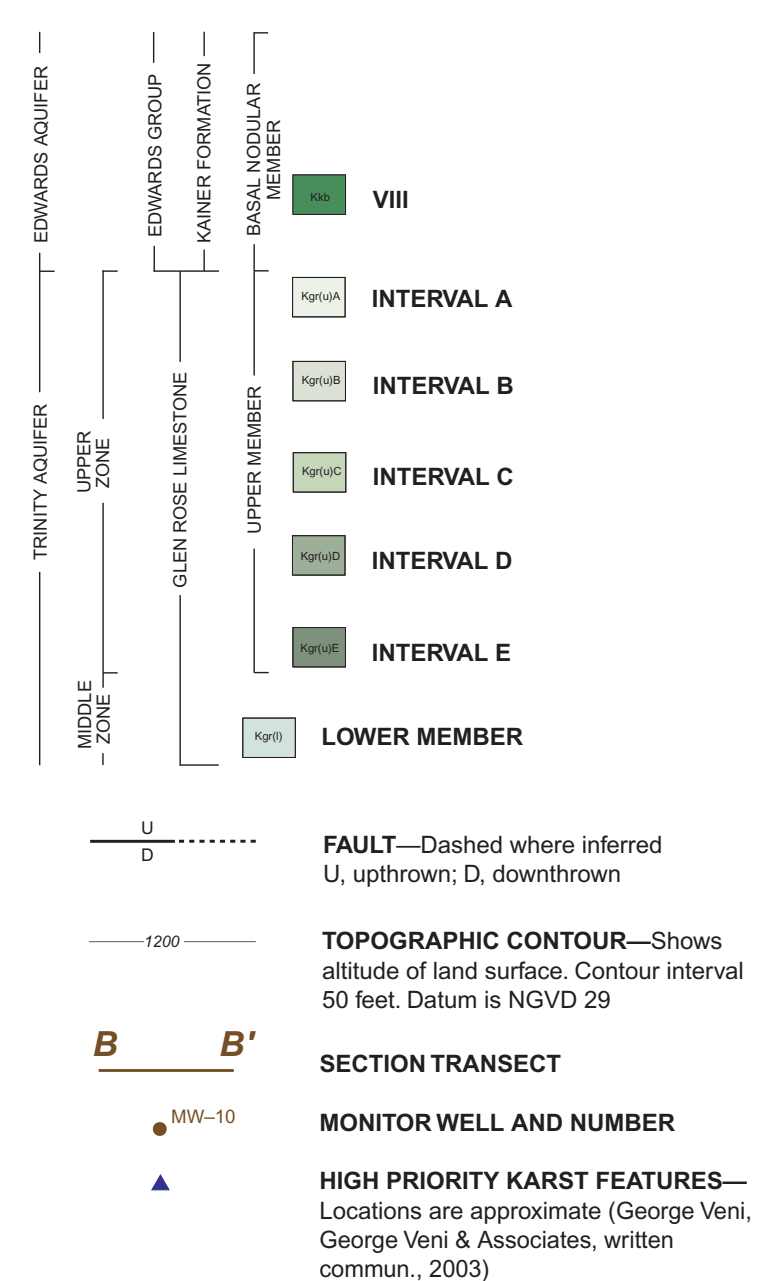 EDWARDS AQUIFER
EDWARDS GROUP
KAINER FORMATION
BASAL NODULAR
MEMBER
Kkb
VIII
TRINITY AQUIFER
UPPER
ZONE
GLEN ROSE LIMESTONE
UPPER MEMBER
Kgr(u)A
INTERVAL A
Kgr(u)B
INTERVAL B
Kgr(u)C
INTERVAL C
Kgr(u)D
INTERVAL D
Kgr(u)E
INTERVAL E
MIDDLE
ZONE
Kgr(l)
LOWER MEMBER
U
D
FAULT—Dashed where inferred
U, upthrown; D, downthrown
1200
TOPOGRAPHIC CONTOUR—Shows
altitude of land surface. Contour interval
50 feet. Datum is NGVD 29
B B'
SECTION TRANSECT
MW–10
MONITOR WELL AND NUMBER
HIGH PRIORITY KARST FEATURES—
Locations are approximate (George Veni,
George Veni & Associates, written
commun., 2003)